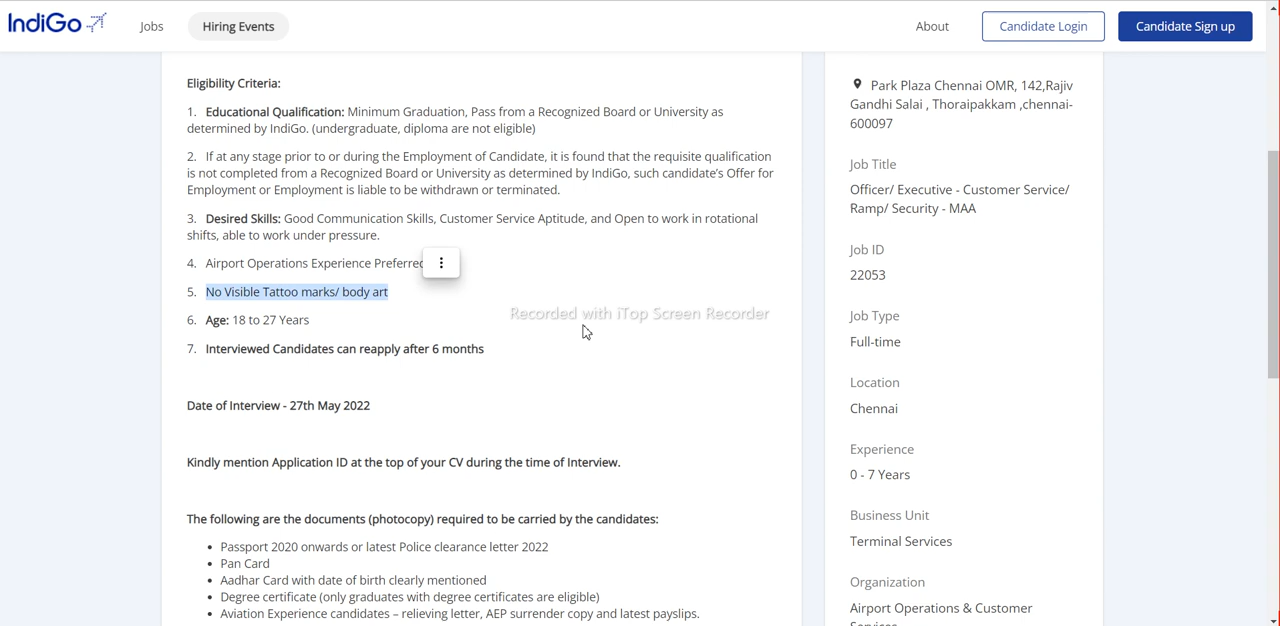 IndiGo
Jobs
Hiring Events
About
Candidate Login
Candidate Sign up
Eligibility Criteria:
1. Educational Qualification: Minimum Graduation, Pass from a Recognized Board or University as
determined by IndiGo. (undergraduate, diploma are not eligible)
2. If at any stage prior to or during the Employment of Candidate, it is found that the requisite qualification
is not completed from a Recognized Board or University as determined by IndiGo, such candidate's Offer for
Employment or Employment is liable to be withdrawn or terminated.
3. Desired Skills: Good Communication Skills, Customer Service Aptitude, and Open to work in rotational
shifts, able to work under pressure.
4. Airport Operations Experience Preferred
5. No Visible Tattoo marks/ body art
6. Age: 18 to 27 Years
7. Interviewed Candidates can reapply after 6 months
Date of Interview - 27th May 2022
Kindly mention Application ID at the top of your CV during the time of Interview.
The following are the documents (photocopy) required to be carried by the candidates:
• Passport 2020 onwards or latest Police clearance letter 2022
• Pan Card
• Aadhar Card with date of birth clearly mentioned
• Degree certificate (only graduates with degree certificates are eligible)
• Aviation Experience candidates – relieving letter, AEP surrender copy and latest payslips.
Recorded with iTop Screen Recorder
Park Plaza Chennai OMR, 142,Rajiv
Gandhi Salai , Thoraipakkam ,chennai-
600097
Job Title
Officer/ Executive - Customer Service/
Ramp/ Security - MAA
Job ID
22053
Job Type
Full-time
Location
Chennai
Experience
0 - 7 Years
Business Unit
Terminal Services
Organization
Airport Operations & Customer
Services